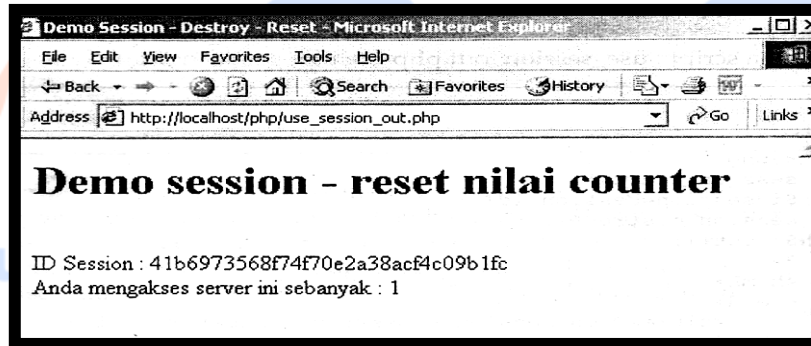 Demo Session - Destroy - Reset - Microsoft Internet Explorer
File Edit View Favorites Tools Help
Back Search Favorites History
Address http://localhost/php/use_session_out.php Go Links
Demo session - reset nilai counter
ID Session : 41b6973568f74f70e2a38acf4c09b1fc
Anda mengakses server ini sebanyak : 1